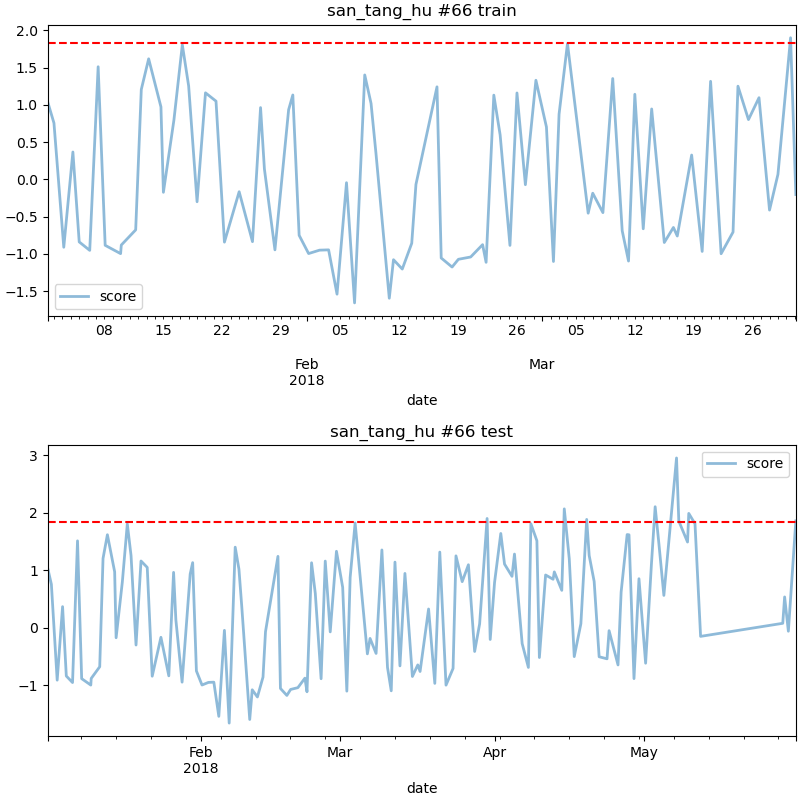 san_tang_hu #66 train
2.0
1.5
1.0
0.5
0.0
−0.5
−1.0
−1.5
score
08 15 22 29 05 12 19 26 05 12 19 26
Feb Mar
2018
date
san_tang_hu #66 test
3
2
1
0
−1
score
Feb Mar Apr May
2018
date